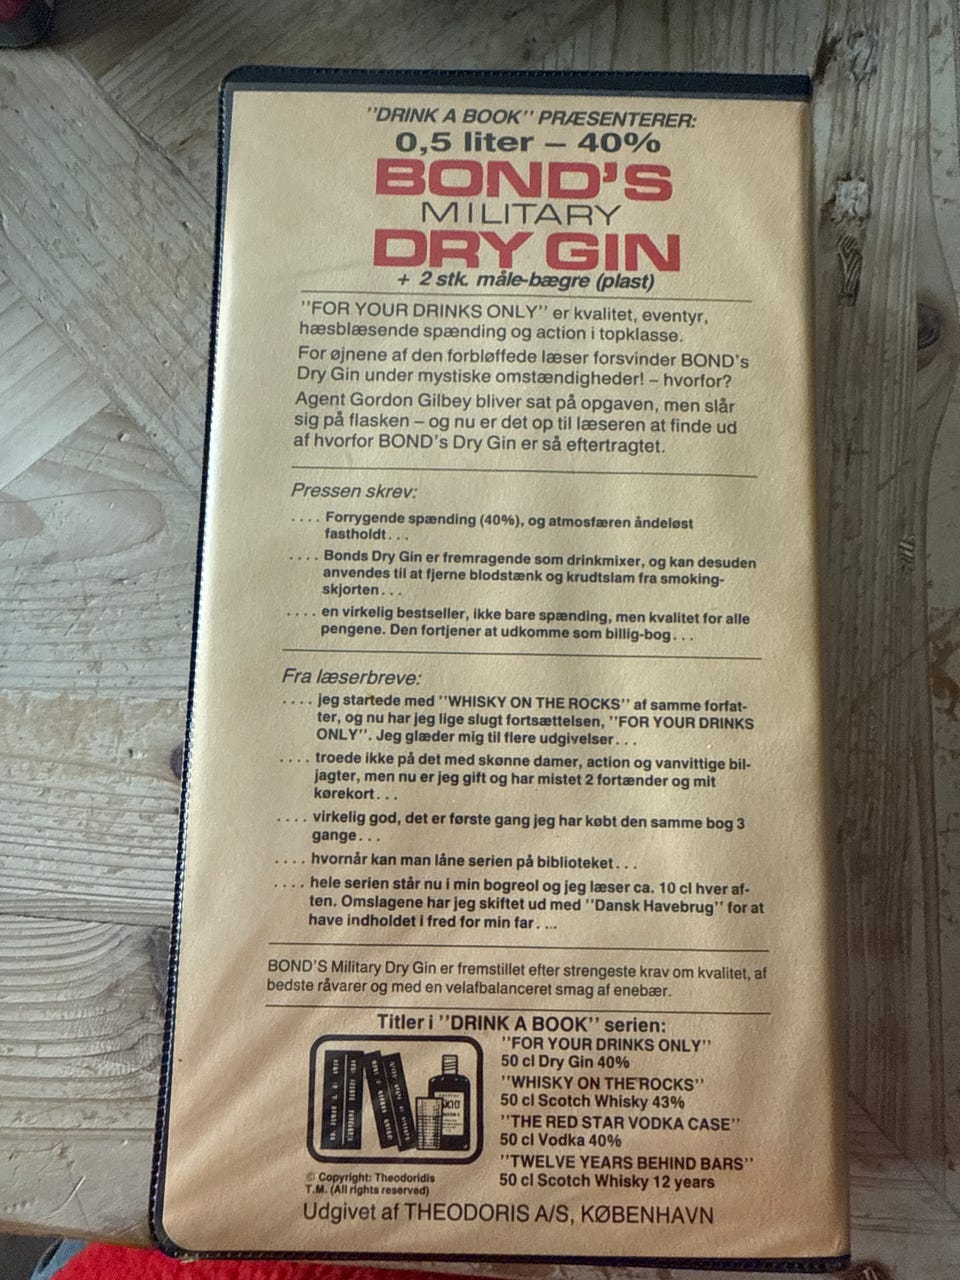 "DRINK A BOOK" PRÆSENTERER:
0,5 liter – 40%
BOND'S
MILITARY
DRY GIN
+ 2 stk. måle-bægre (plast)
"FOR YOUR DRINKS ONLY" er kvalitet, eventyr,
hæsblæsende spænding og action i topklasse.
For øjnene af den forbløffede læser forsvinder BOND's
Dry Gin under mystiske omstændigheder! – hvorfor?
Agent Gordon Gilbey bliver sat på opgaven, men slår
sig på flasken – og nu er det op til læseren at finde ud
af hvorfor BOND's Dry Gin er så eftertragtet.
Pressen skrev:
.... Forrygende spænding (40%), og atmosfæren åndeløst
fastholdt...
.... Bonds Dry Gin er fremragende som drinkmixer, og kan desuden
anvendes til at fjerne blodstænk og krudtslam fra smoking-
skjorten...
.... en virkelig bestseller, ikke bare spænding, men kvalitet for alle
pengene. Den fortjener at udkomme som billig-bog...
Fra læserbreve:
.... jeg startede med "WHISKY ON THE ROCKS" af samme forfat-
ter, og nu har jeg lige slugt fortsættelsen, "FOR YOUR DRINKS
ONLY". Jeg glæder mig til flere udgivelser...
.... troede ikke på det med skønne damer, action og vanvittige bil-
jagter, men nu er jeg gift og har mistet 2 fortænder og mit
kørekort...
.... virkelig god, det er første gang jeg har købt den samme bog 3
gange...
.... hvornår kan man låne serien på biblioteket...
.... hele serien står nu i min bogreol og jeg læser ca. 10 cl hver af-
ten. Omslagene har jeg skiftet ud med "Dansk Havebrug" for at
have indholdet i fred for min far....
BOND'S Military Dry Gin er fremstillet efter strengeste krav om kvalitet, af
bedste råvarer og med en velafbalanceret smag af enebær.
Titler i "DRINK A BOOK" serien:
"FOR YOUR DRINKS ONLY"
50 cl Dry Gin 40%
"WHISKY ON THE ROCKS"
50 cl Scotch Whisky 43%
"THE RED STAR VODKA CASE"
50 cl Vodka 40%
"TWELVE YEARS BEHIND BARS"
50 cl Scotch Whisky 12 years
© Copyright: Theodoridis
T.M. (All rights reserved)
Udgivet af THEODORIS A/S, KØBENHAVN